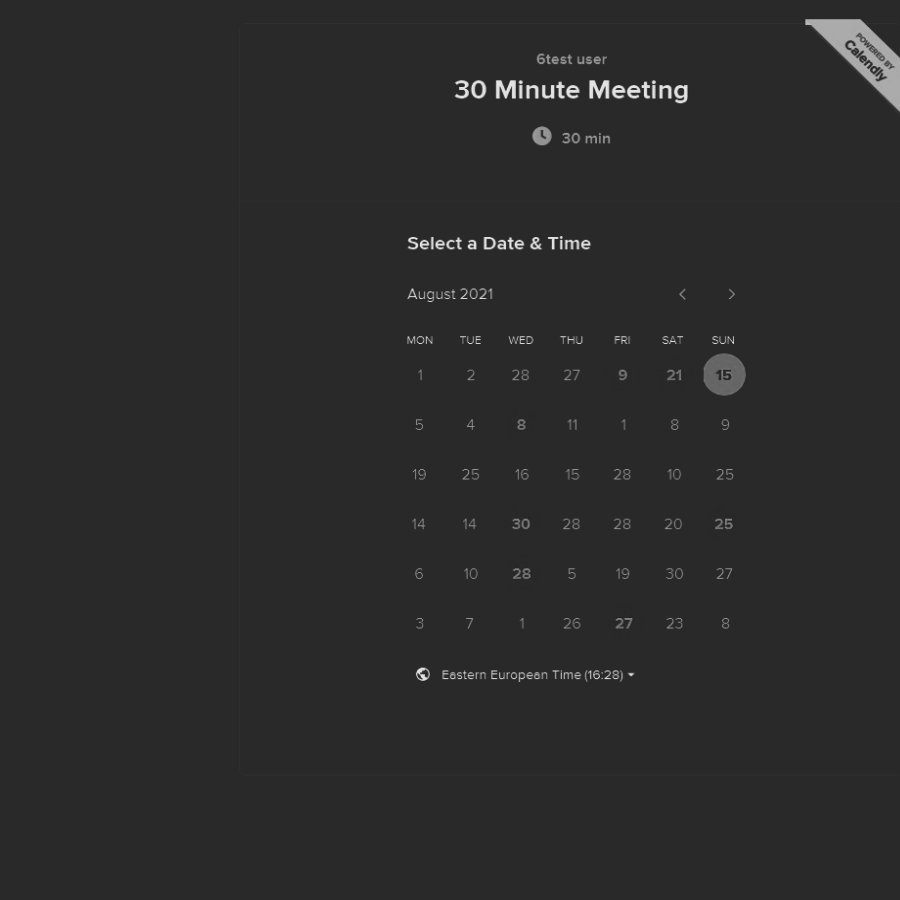 POWERED BY
Calendly
6test user
30 Minute Meeting
30 min
Select a Date & Time
August 2021
MON TUE WED THU FRI SAT SUN
1 2 28 27 9 21 15
5 4 8 11 1 8 9
19 25 16 15 28 10 25
14 14 30 28 28 20 25
6 10 28 5 19 30 27
3 7 1 26 27 23 8
Eastern European Time (16:28)